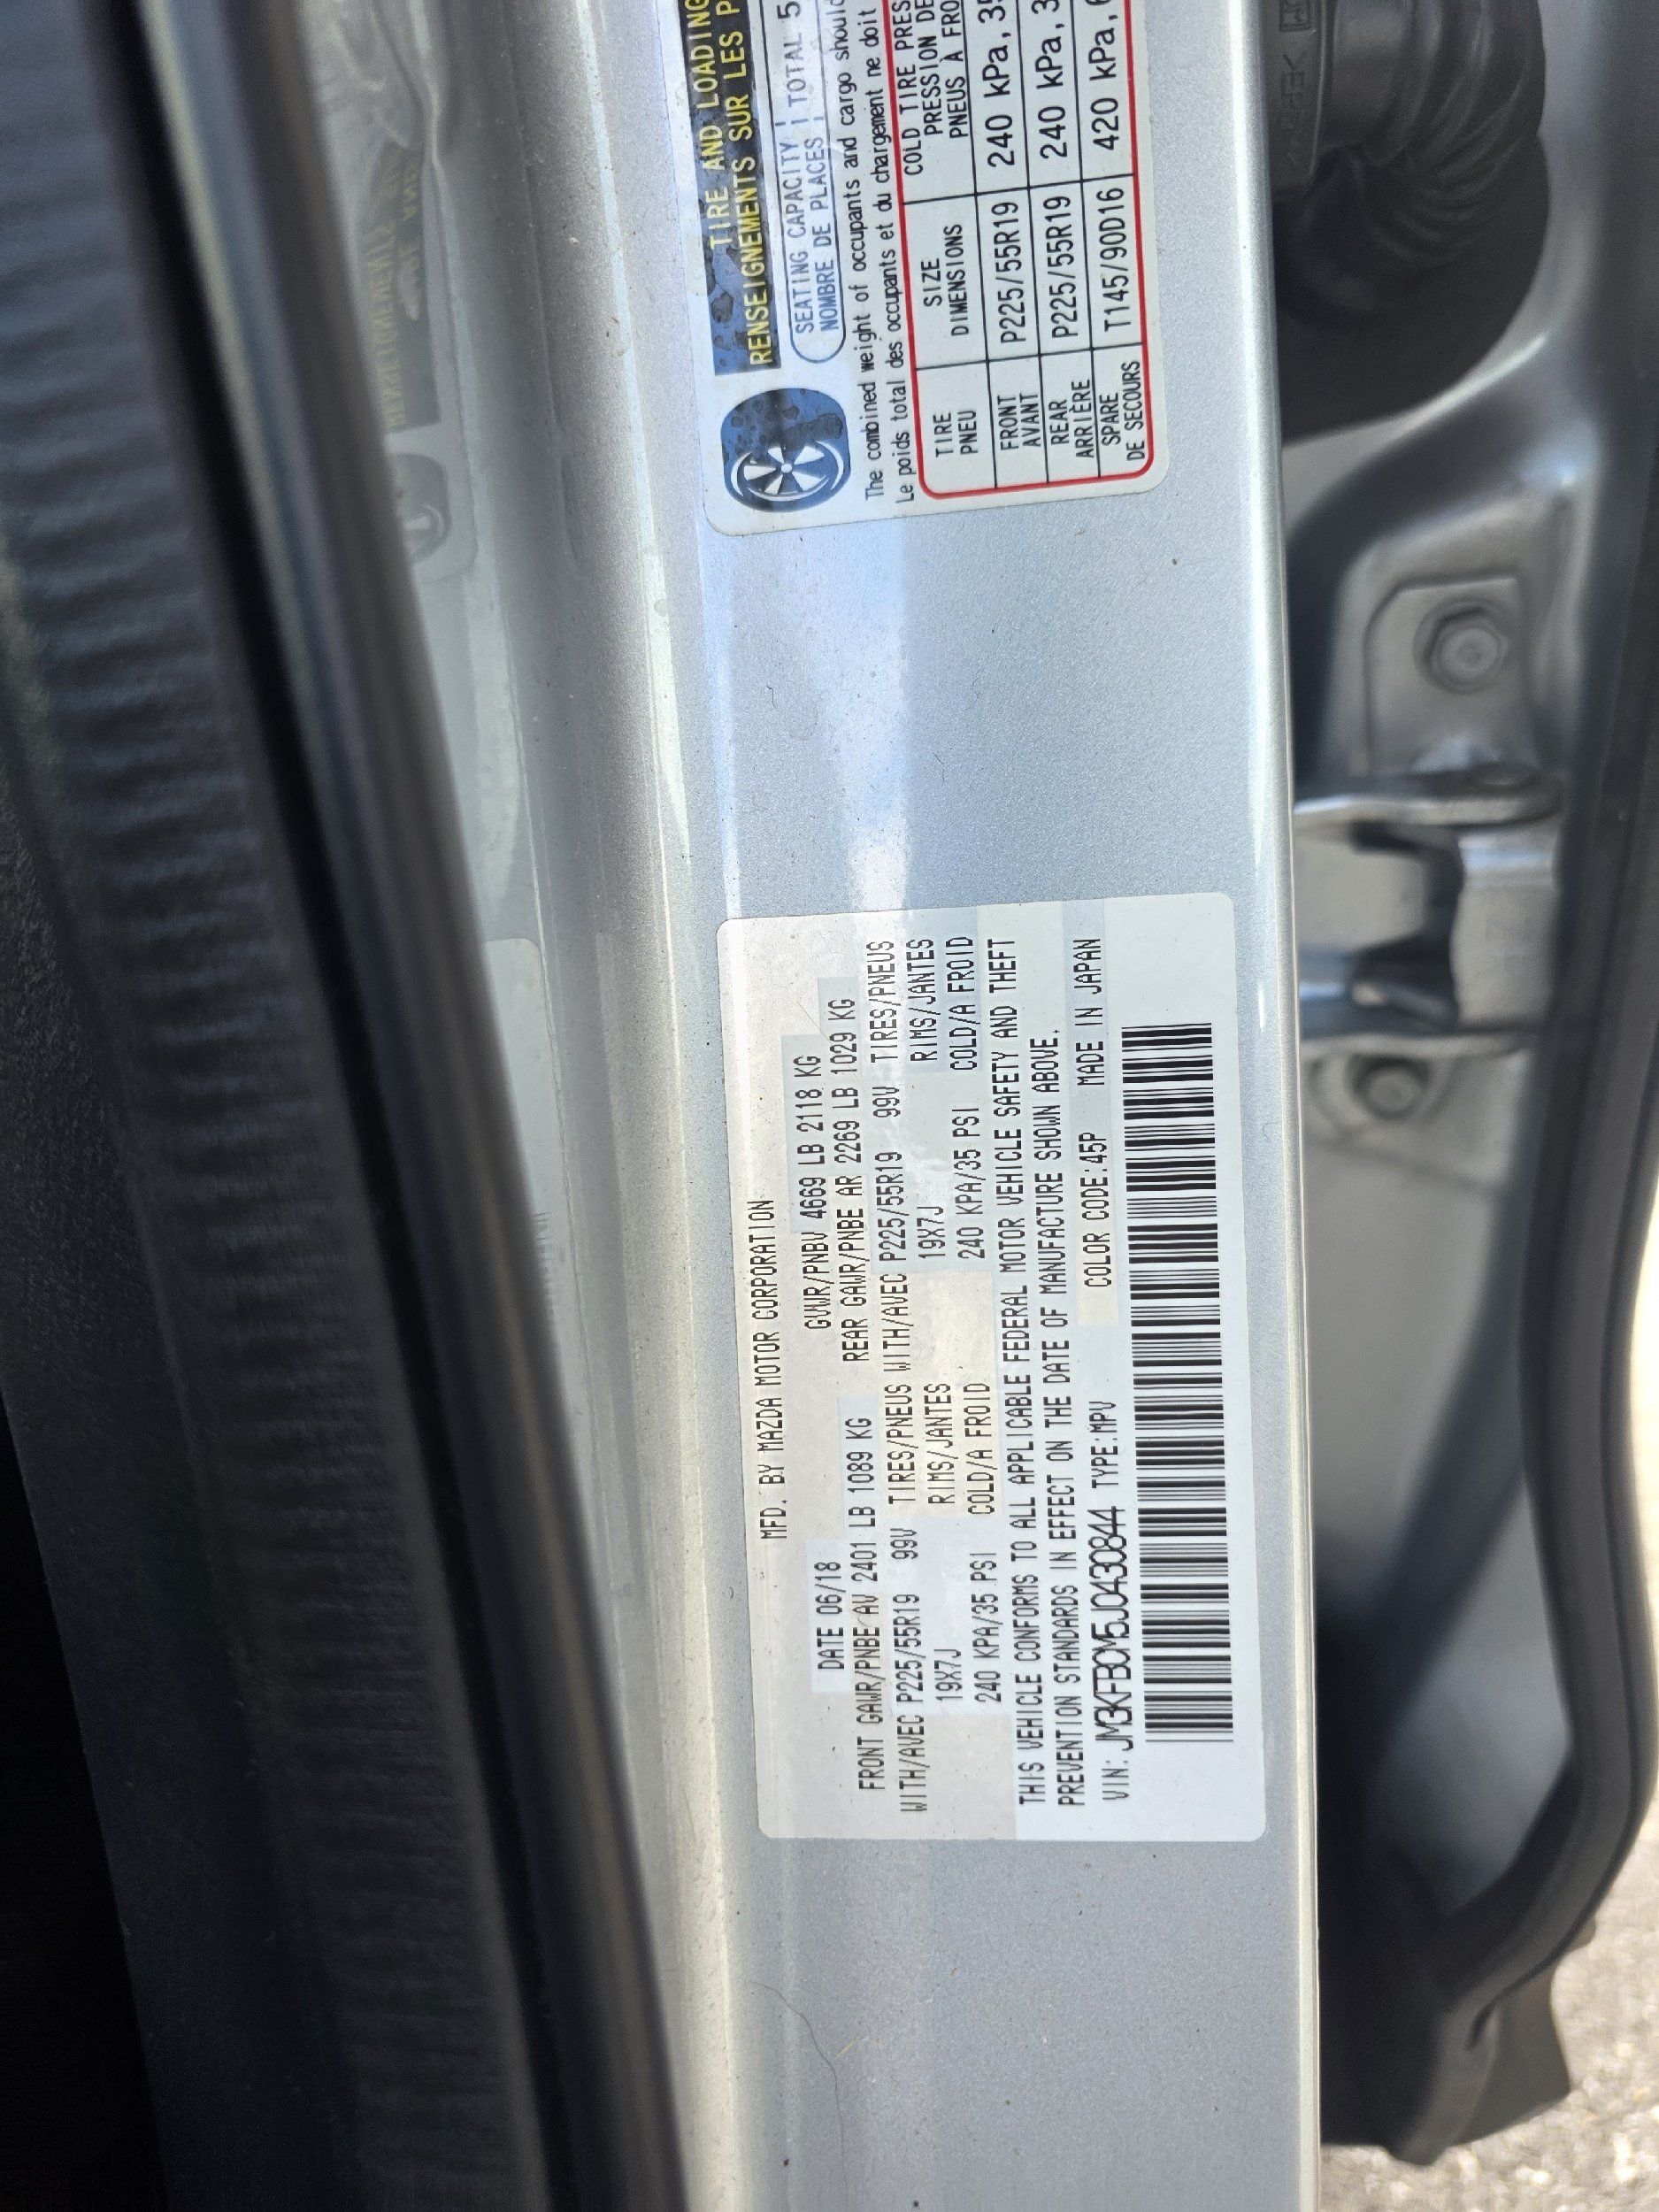 MFD. BY MAZDA MOTOR CORPORATION
DATE 06/18 GVWR/PNBV 4669 LB 2118 KG
FRONT GAWR/PNBE AV 2401 LB 1089 KG REAR GAWR/PNBE AR 2269 LB 1029 KG
WITH/AVEC P225/55R19 99V TIRES/PNEUS WITH/AVEC P225/55R19 99V TIRES/PNEUS
19X7J RIMS/JANTES 19X7J RIMS/JANTES
240 KPA/35 PSI COLD/A FROID 240 KPA/35 PSI COLD/A FROID
THIS VEHICLE CONFORMS TO ALL APPLICABLE FEDERAL MOTOR VEHICLE SAFETY AND THEFT
PREVENTION STANDARDS IN EFFECT ON THE DATE OF MANUFACTURE SHOWN ABOVE.
VIN: JM3KFBCM5J0430844 TYPE:MPV COLOR CODE:45P MADE IN JAPAN
TIRE AND LOADING
RENSEIGNEMENTS SUR LES P
SEATING CAPACITY TOTAL 5
NOMBRE DE PLACES
The combined weight of occupants and cargo should
Le poids total des occupants et du chargement ne doit
TIRE SIZE COLD TIRE PRES
PNEU DIMENSIONS PRESSION DE
PNEUS À FRO
FRONT P225/55R19 240 kPa, 35
AVANT
REAR P225/55R19 240 kPa, 3
ARRIÈRE
SPARE T145/90D16 420 kPa, 6
DE SECOURS